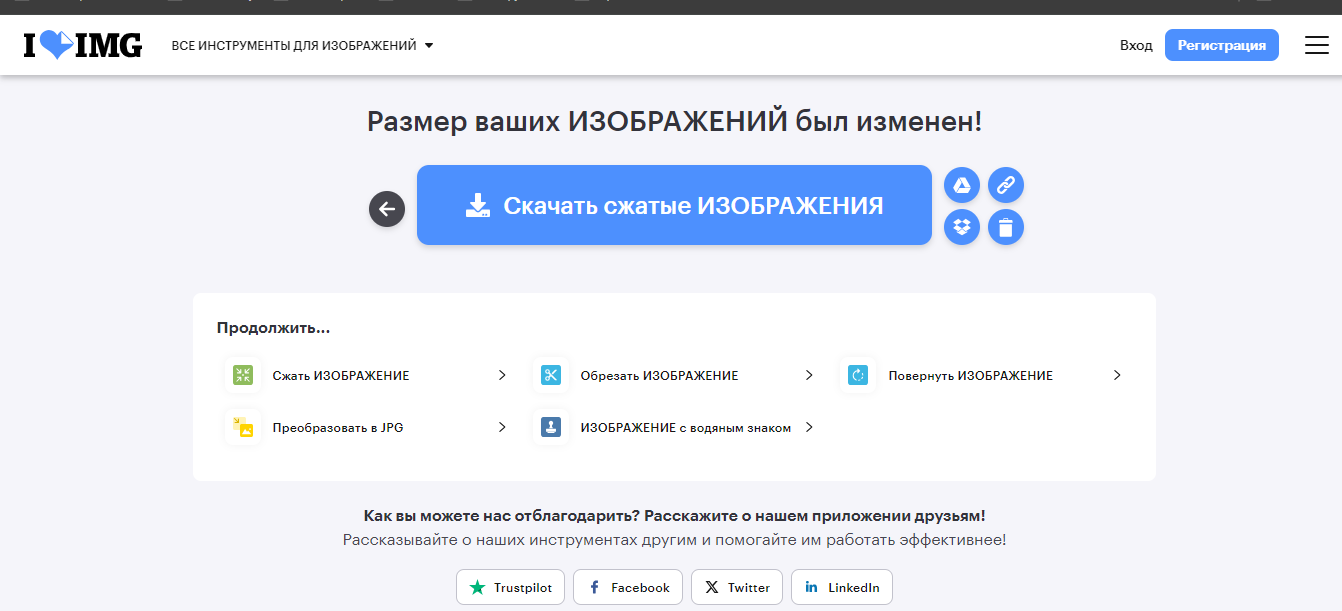 I IMG
ВСЕ ИНСТРУМЕНТЫ ДЛЯ ИЗОБРАЖЕНИЙ
Вход
Регистрация
Размер ваших ИЗОБРАЖЕНИЙ был изменен!
Скачать сжатые ИЗОБРАЖЕНИЯ
Продолжить...
Сжать ИЗОБРАЖЕНИЕ
Обрезать ИЗОБРАЖЕНИЕ
Повернуть ИЗОБРАЖЕНИЕ
Преобразовать в JPG
ИЗОБРАЖЕНИЕ с водяным знаком
Как вы можете нас отблагодарить? Расскажите о нашем приложении друзьям!
Рассказывайте о наших инструментах другим и помогайте им работать эффективнее!
Trustpilot
Facebook
Twitter
LinkedIn